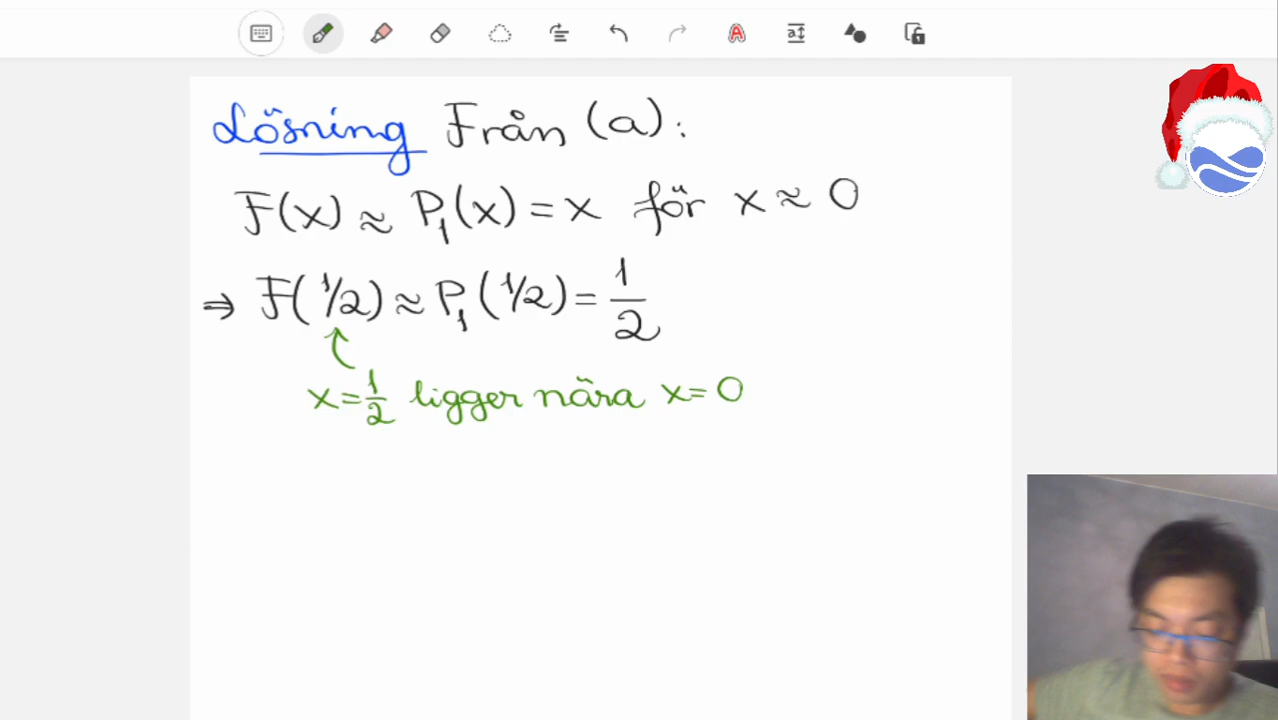 Lösning Från (a):
F(x) ≈ P₁(x) = x för x ≈ 0
⇒ F(1/2) ≈ P₁(1/2) = 1/2
x = 1/2 ligger nära x = 0